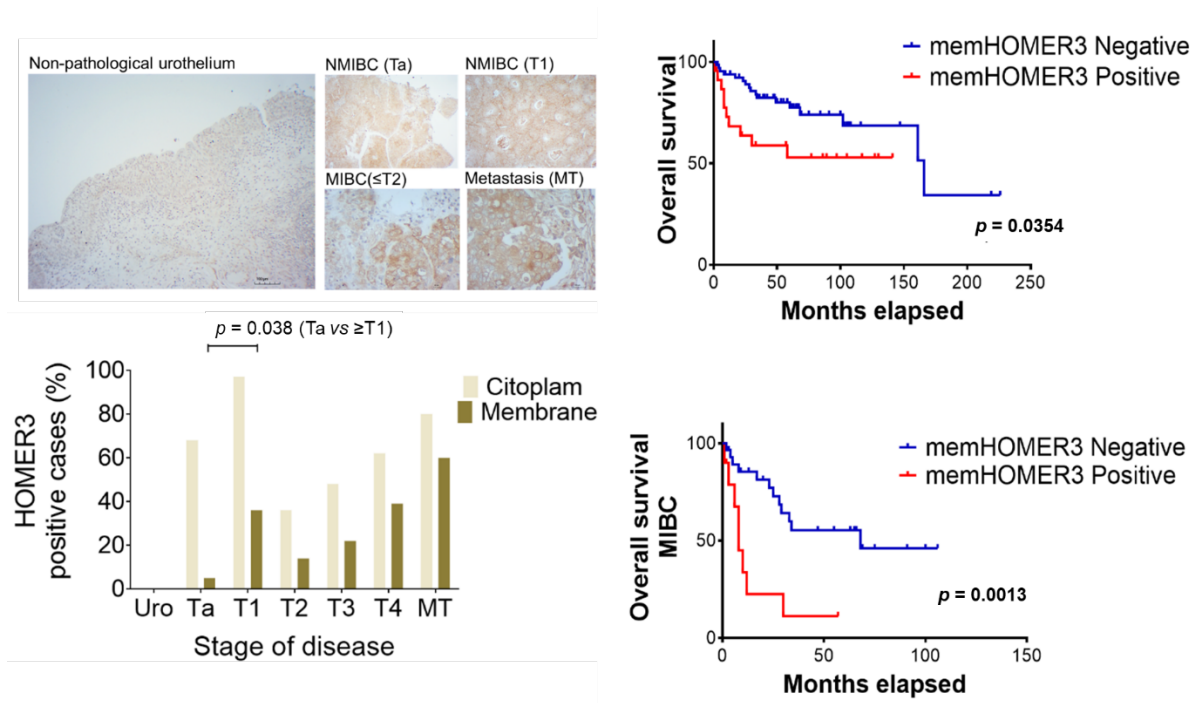 Non-pathological urothelium
NMIBC (Ta)
NMIBC (T1)
MIBC(≤T2)
Metastasis (MT)
p = 0.038 (Ta vs ≥T1)
HOMER3
positive cases (%)
100
80
60
40
20
0
Citoplam
Membrane
Uro Ta T1 T2 T3 T4 MT
Stage of disease
memHOMER3 Negative
memHOMER3 Positive
Overall survival
100
50
0
p = 0.0354
0 50 100 150 200 250
Months elapsed
memHOMER3 Negative
memHOMER3 Positive
Overall survival
MIBC
100
50
0
p = 0.0013
0 50 100 150
Months elapsed